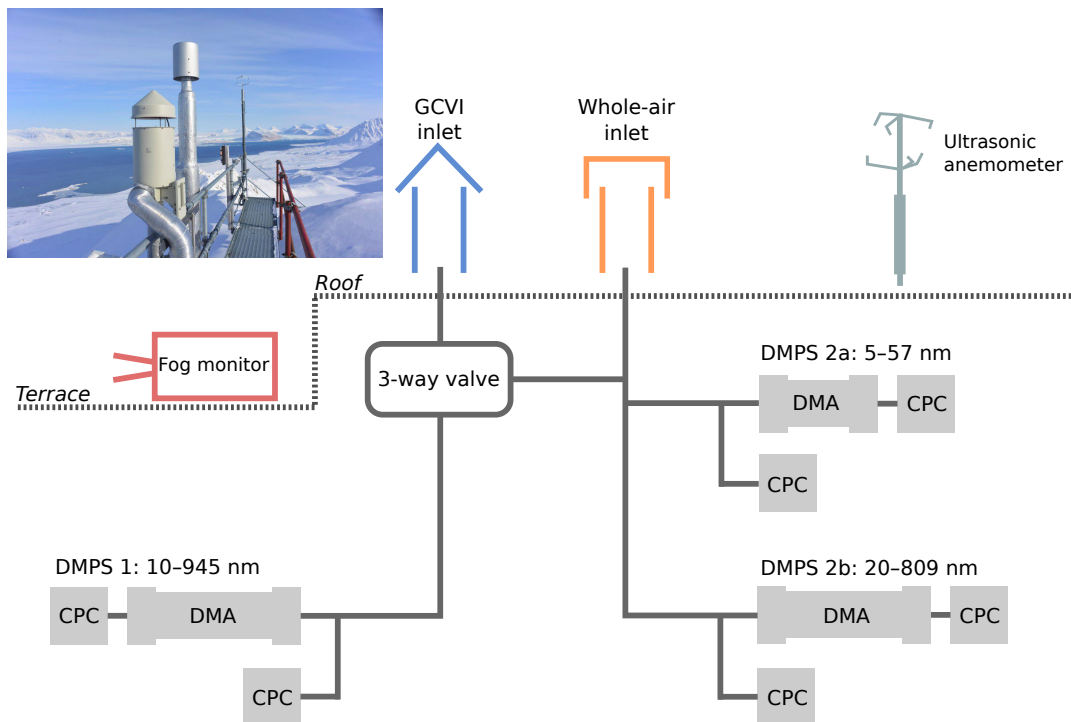 GCVI
inlet
Whole-air
inlet
Ultrasonic
anemometer
Roof
Fog monitor
Terrace
3-way valve
DMPS 2a: 5–57 nm
DMA
CPC
CPC
DMPS 1: 10–945 nm
CPC
DMA
CPC
DMPS 2b: 20–809 nm
DMA
CPC
CPC